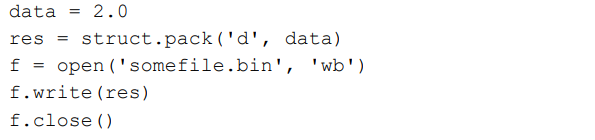 data = 2.0
res = struct.pack('d', data)
f = open('somefile.bin', 'wb')
f.write(res)
f.close()